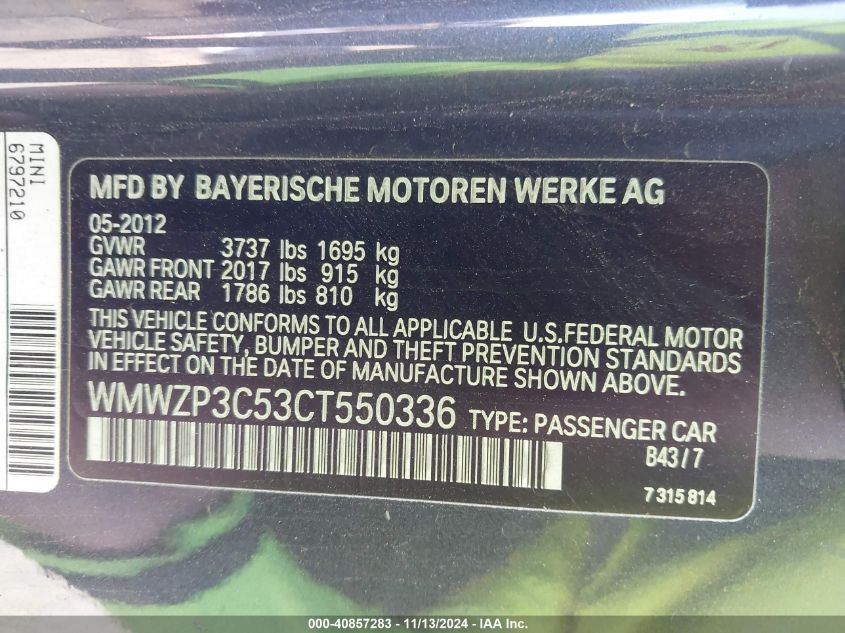 MINI
6797210
MFD BY BAYERISCHE MOTOREN WERKE AG
05-2012
GVWR 3737 lbs 1695 kg
GAWR FRONT 2017 lbs 915 kg
GAWR REAR 1786 lbs 810 kg
THIS VEHICLE CONFORMS TO ALL APPLICABLE U.S.FEDERAL MOTOR
VEHICLE SAFETY, BUMPER AND THEFT PREVENTION STANDARDS
IN EFFECT ON THE DATE OF MANUFACTURE SHOWN ABOVE.
WMWZP3C53CT550336 TYPE: PASSENGER CAR
B43/7
7 315 814
000-40857283 - 11/13/2024 - IAA Inc.